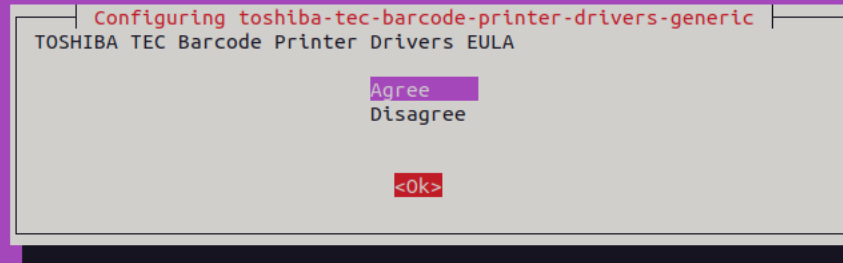 Configuring toshiba-tec-barcode-printer-drivers-generic
TOSHIBA TEC Barcode Printer Drivers EULA
Agree
Disagree
<Ok>